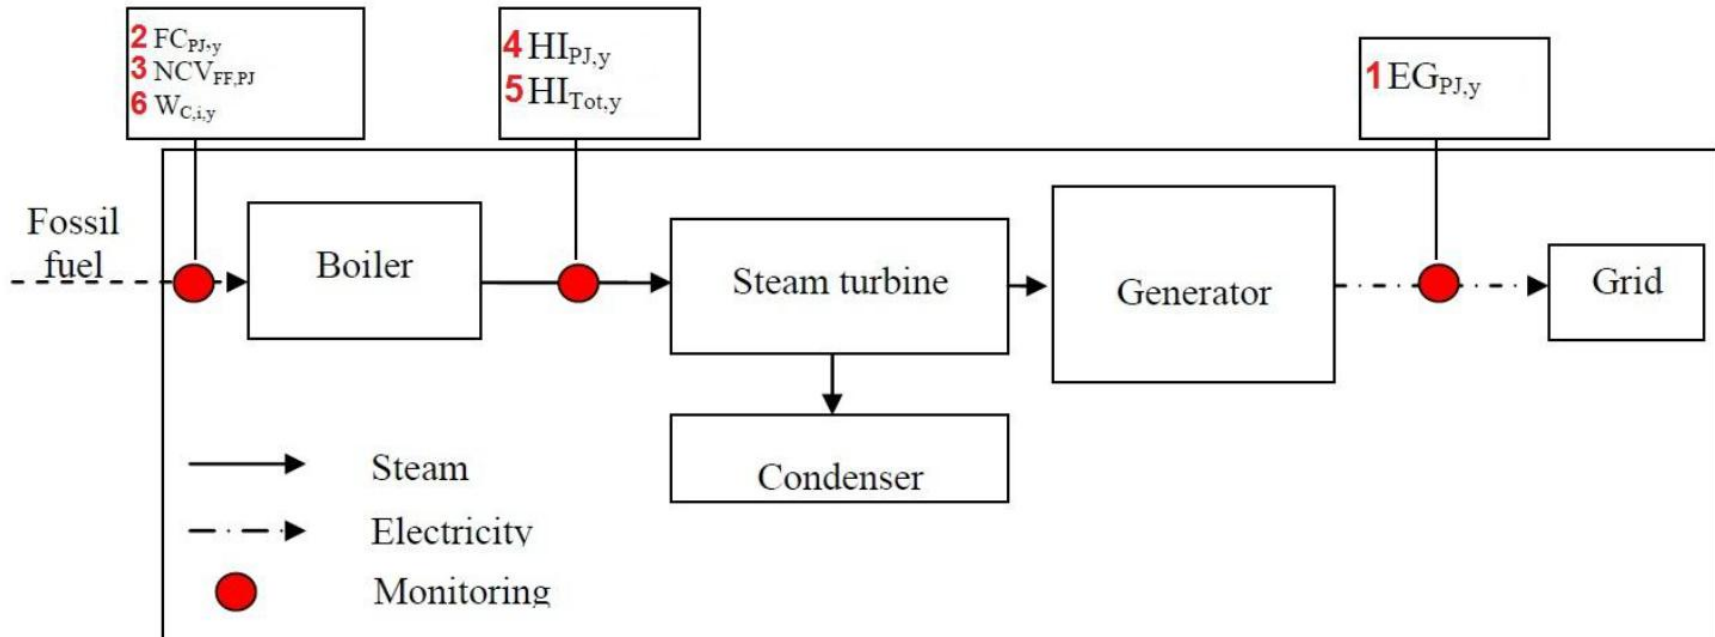 2 FCPJ,y
3 NCVFF,PJ
6 WC,i,y
4 HIPJ,y
5 HITot,y
1 EGPJ,y
Fossil
fuel
Boiler
Steam turbine
Generator
Grid
Condenser
Steam
Electricity
Monitoring